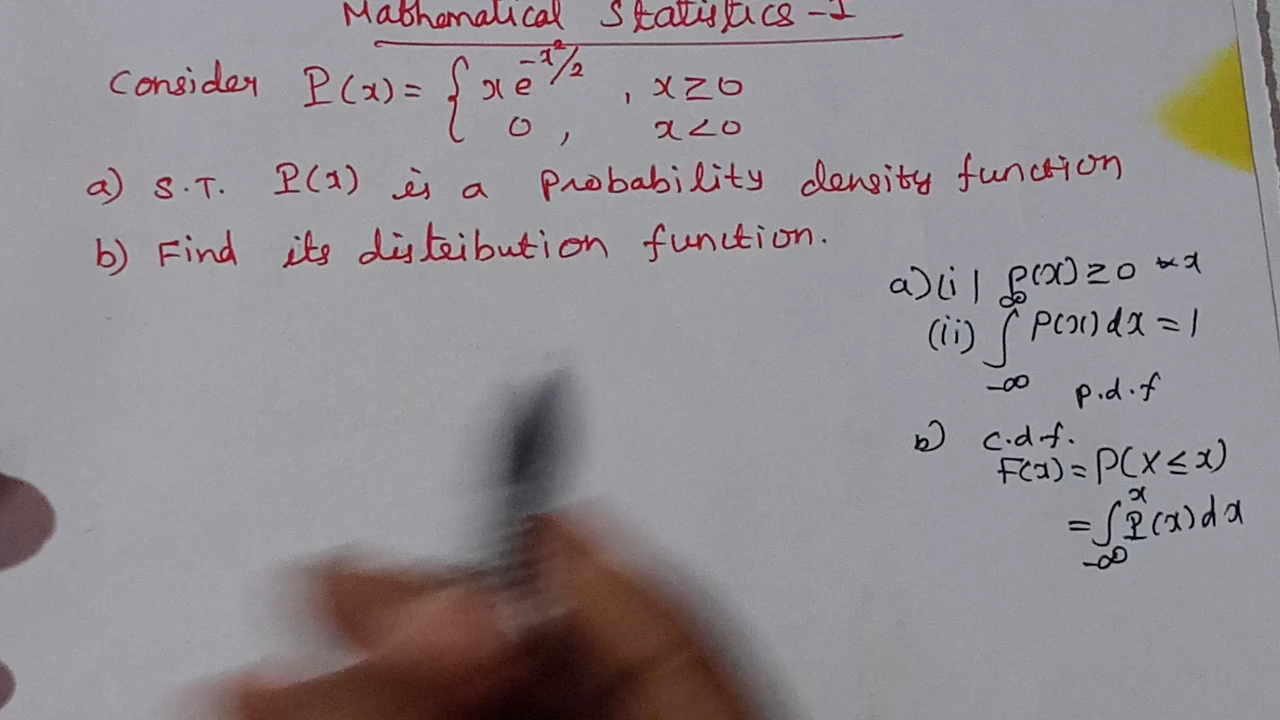 Mathematical Statistics-1
Consider P(x) = { x e^{-x²/2} , x ≥ 0
0 , x < 0
a) S.T. P(x) is a probability density function
b) Find its distribution function.
a) (i) P(x) ≥ 0 ∀ x
(ii) ∫_{-∞}^{∞} P(x) dx = 1
p.d.f
b) c.d.f.
F(x) = P(X ≤ x)
= ∫_{-∞}^{x} P(x) dx